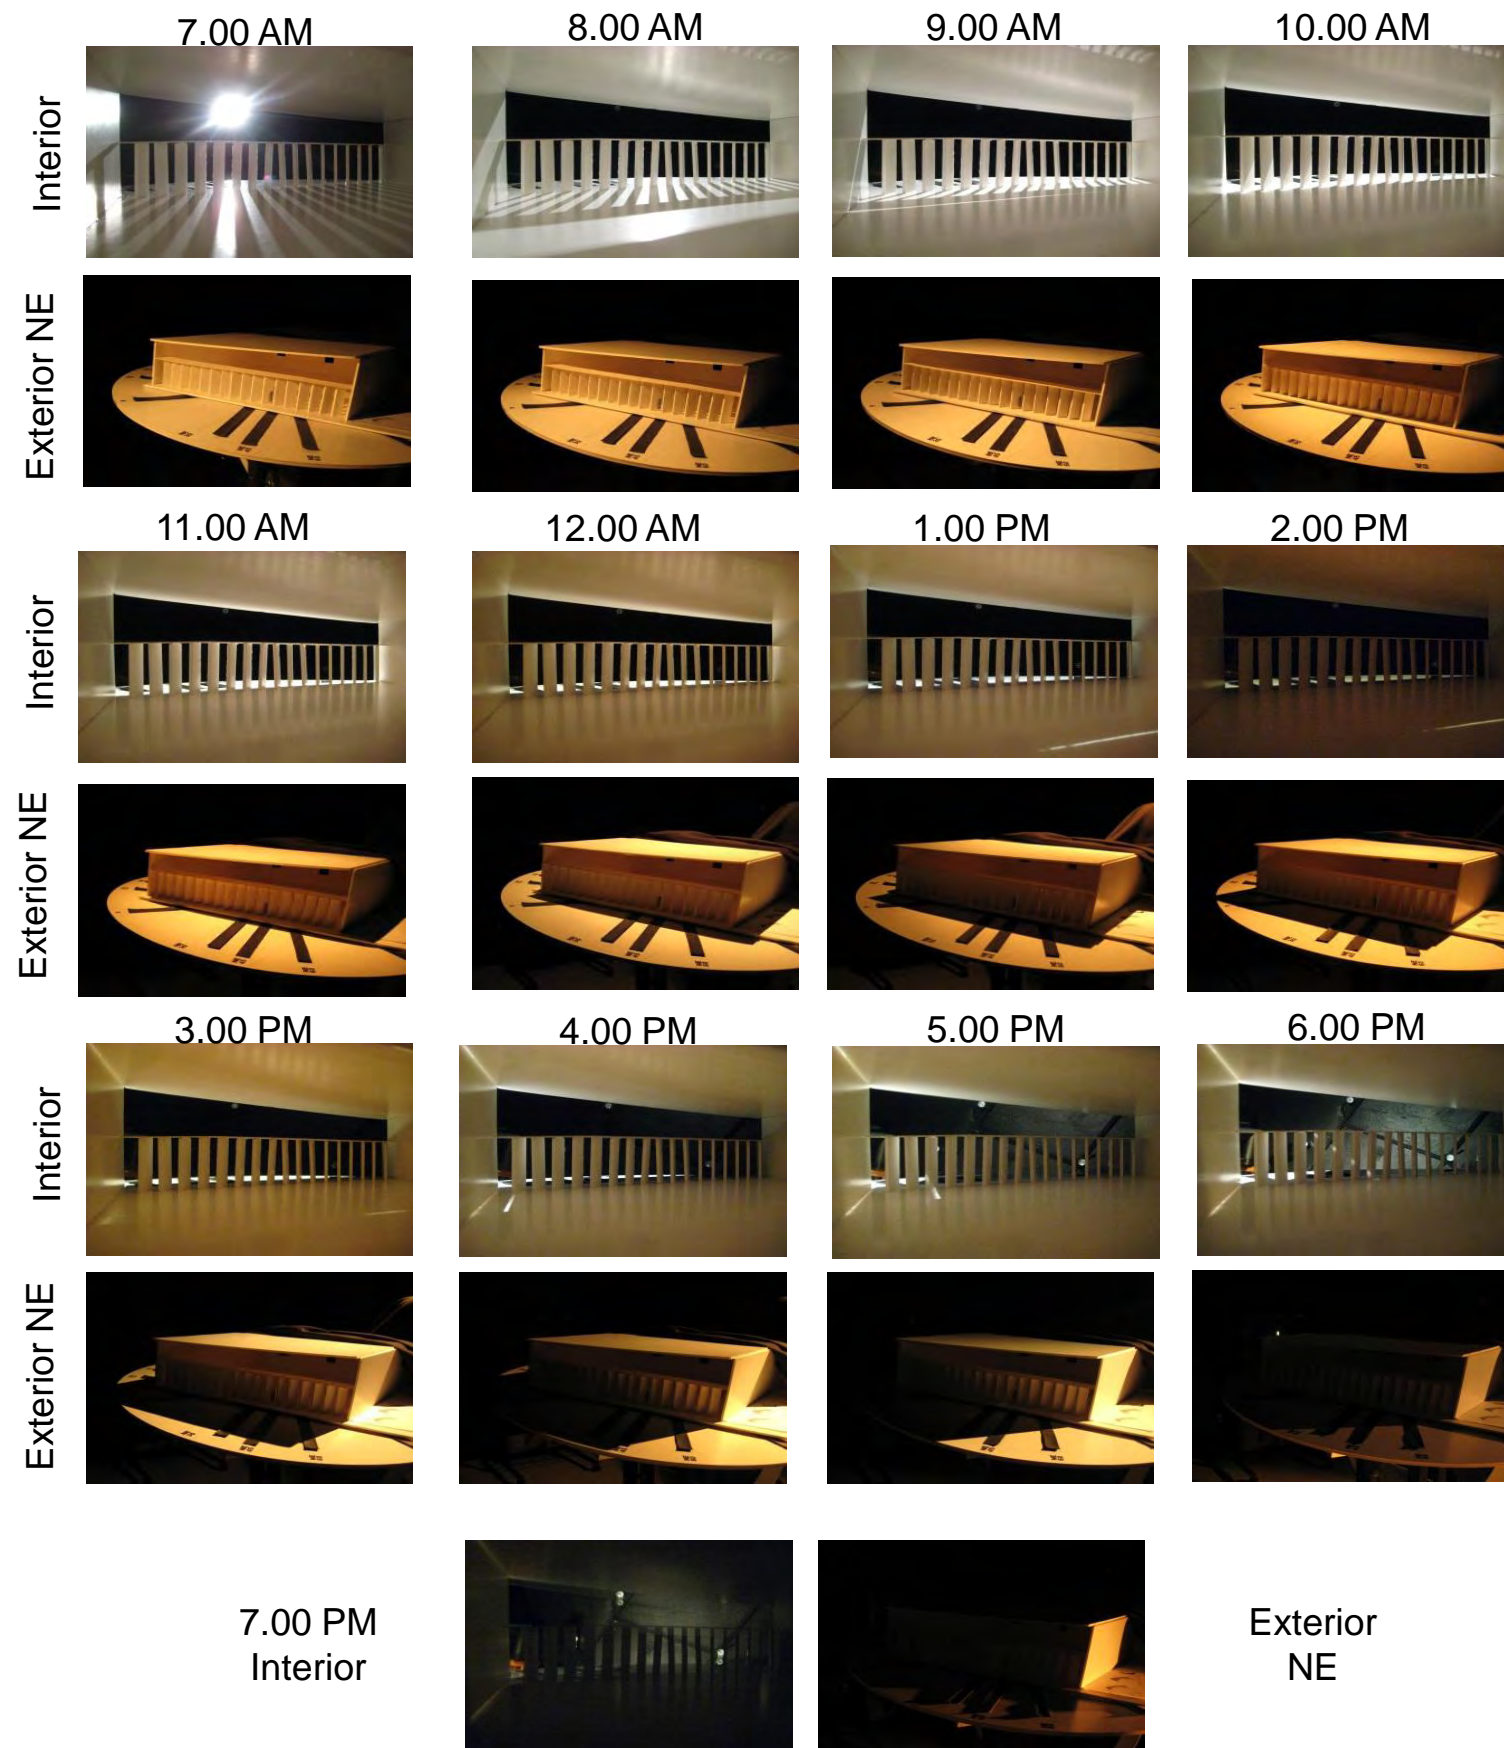 7.00 AM
8.00 AM
9.00 AM
10.00 AM
Interior
Exterior NE
11.00 AM
12.00 AM
1.00 PM
2.00 PM
Interior
Exterior NE
3.00 PM
4.00 PM
5.00 PM
6.00 PM
Interior
Exterior NE
7.00 PM
Interior
Exterior
NE